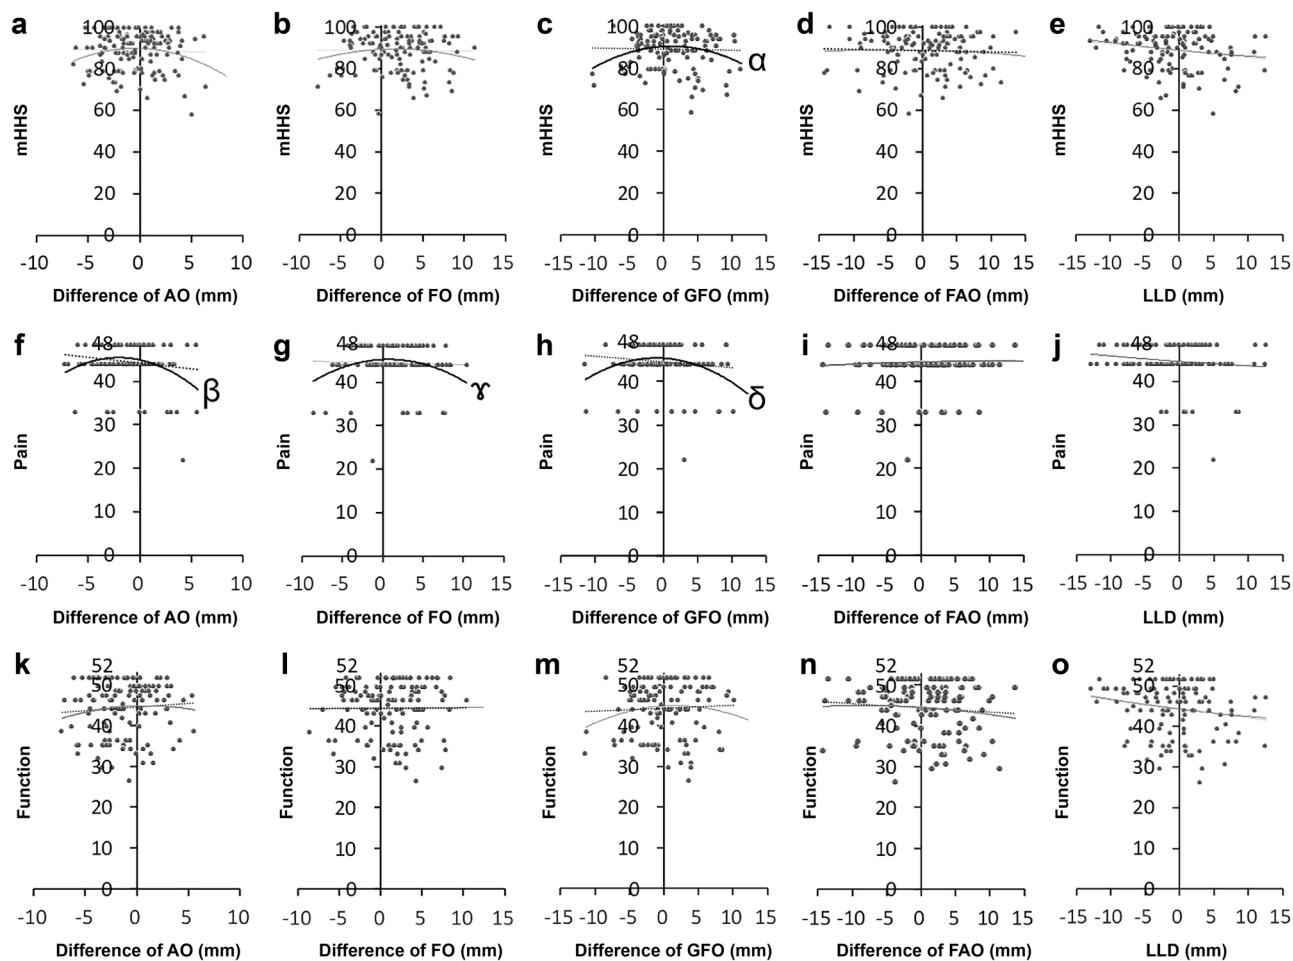 a b c d e
100 100 100 100 100
80 80 80 80 80
α
60 60 60 60 60
mHHS mHHS mHHS mHHS mHHS
40 40 40 40 40
20 20 20 20 20
0 0 0 0 0
-10 -5 0 5 10 -10 -5 0 5 10 15 -15 -10 -5 0 5 10 15 -15 -10 -5 0 5 10 15 -15 -10 -5 0 5 10 15
Difference of AO (mm) Difference of FO (mm) Difference of GFO (mm) Difference of FAO (mm) LLD (mm)
f g h i j
48 48 48 48 48
40 40 40 40 40
β γ δ
30 30 30 30 30
Pain Pain Pain Pain Pain
20 20 20 20 20
10 10 10 10 10
0 0 0 0 0
-10 -5 0 5 10 -10 -5 0 5 10 15 -15 -10 -5 0 5 10 15 -15 -10 -5 0 5 10 15 -15 -10 -5 0 5 10 15
Difference of AO (mm) Difference of FO (mm) Difference of GFO (mm) Difference of FAO (mm) LLD (mm)
k l m n o
52 52 52 52 52
50 50 50 50 50
40 40 40 40 40
30 30 30 30 30
Function Function Function Function Function
20 20 20 20 20
10 10 10 10 10
0 0 0 0 0
-10 -5 0 5 10 -10 -5 0 5 10 15 -15 -10 -5 0 5 10 15 -15 -10 -5 0 5 10 15 -15 -10 -5 0 5 10 15
Difference of AO (mm) Difference of FO (mm) Difference of GFO (mm) Difference of FAO (mm) LLD (mm)